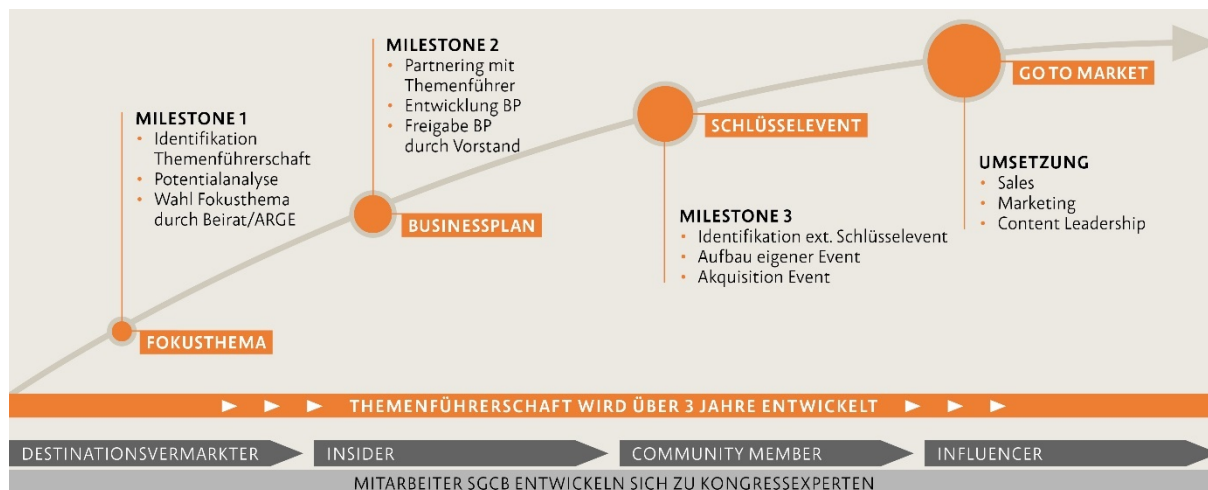 MILESTONE 1
• Identifikation
Themenführerschaft
• Potentialanalyse
• Wahl Fokusthema
durch Beirat/ARGE
FOKUSTHEMA
MILESTONE 2
• Partnering mit
Themenführer
• Entwicklung BP
• Freigabe BP
durch Vorstand
BUSINESSPLAN
SCHLÜSSELEVENT
MILESTONE 3
• Identifikation ext. Schlüsselevent
• Aufbau eigener Event
• Akquisition Event
GO TO MARKET
UMSETZUNG
• Sales
• Marketing
• Content Leadership
THEMENFÜHRERSCHAFT WIRD ÜBER 3 JAHRE ENTWICKELT
DESTINATIONSVERMARKTER
INSIDER
COMMUNITY MEMBER
INFLUENCER
MITARBEITER SGCB ENTWICKELN SICH ZU KONGRESSEXPERTEN